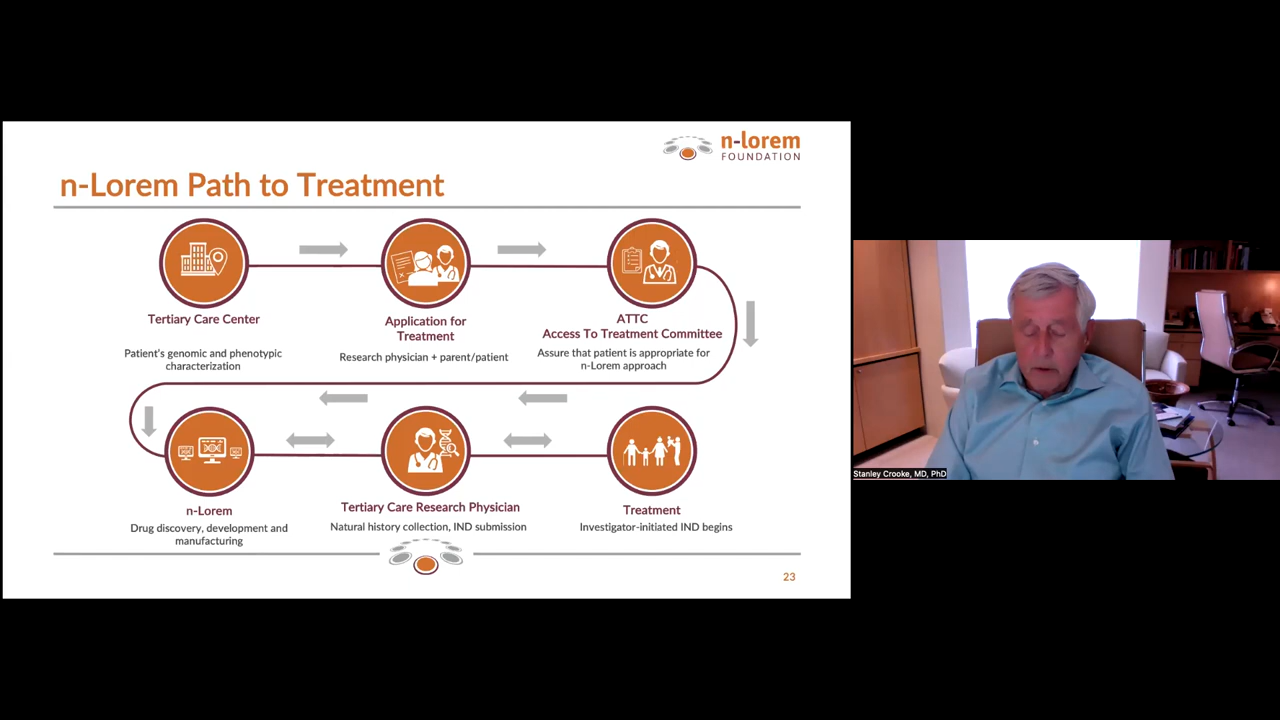 n-lorem
FOUNDATION
n-Lorem Path to Treatment
Tertiary Care Center
Patient's genomic and phenotypic
characterization
Application for
Treatment
Research physician + parent/patient
ATTC
Access To Treatment Committee
Assure that patient is appropriate for
n-Lorem approach
n-Lorem
Drug discovery, development and
manufacturing
Tertiary Care Research Physician
Natural history collection, IND submission
Treatment
Investigator-initiated IND begins
23
Stanley Crooke, MD, PhD